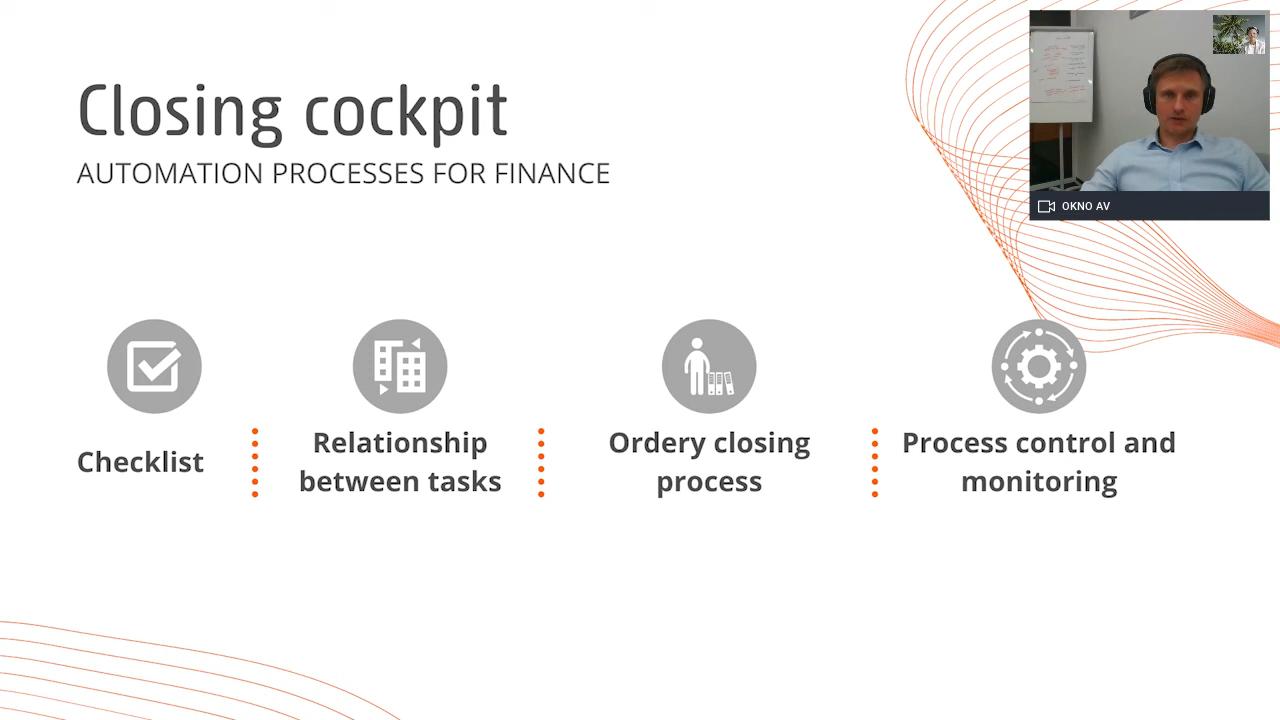 Closing cockpit
AUTOMATION PROCESSES FOR FINANCE
OKNO AV
Checklist
Relationship
between tasks
Ordery closing
process
Process control and
monitoring